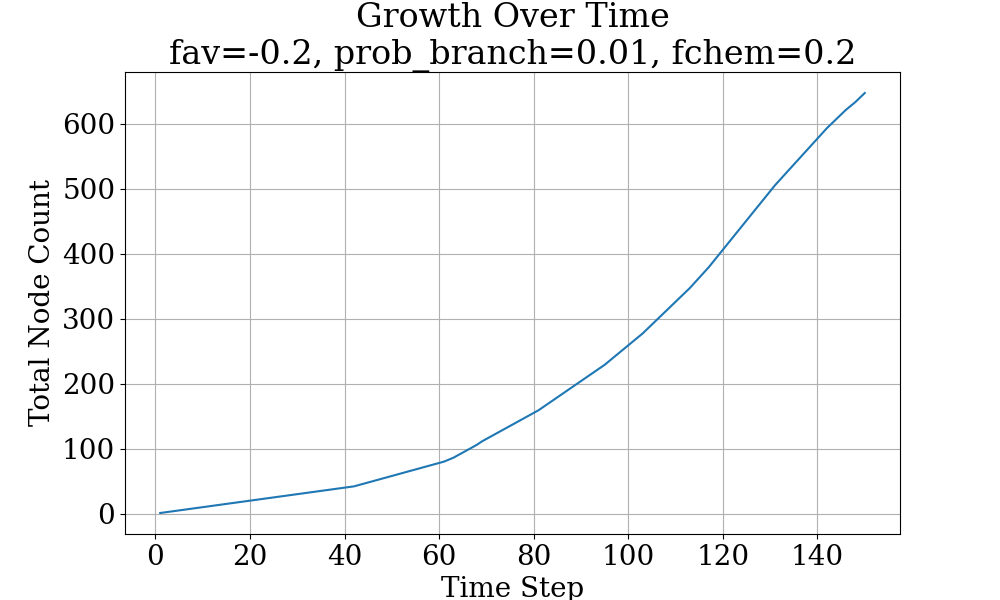 Growth Over Time
fav=-0.2, prob_branch=0.01, fchem=0.2
Total Node Count
600
500
400
300
200
100
0
0 20 40 60 80 100 120 140
Time Step